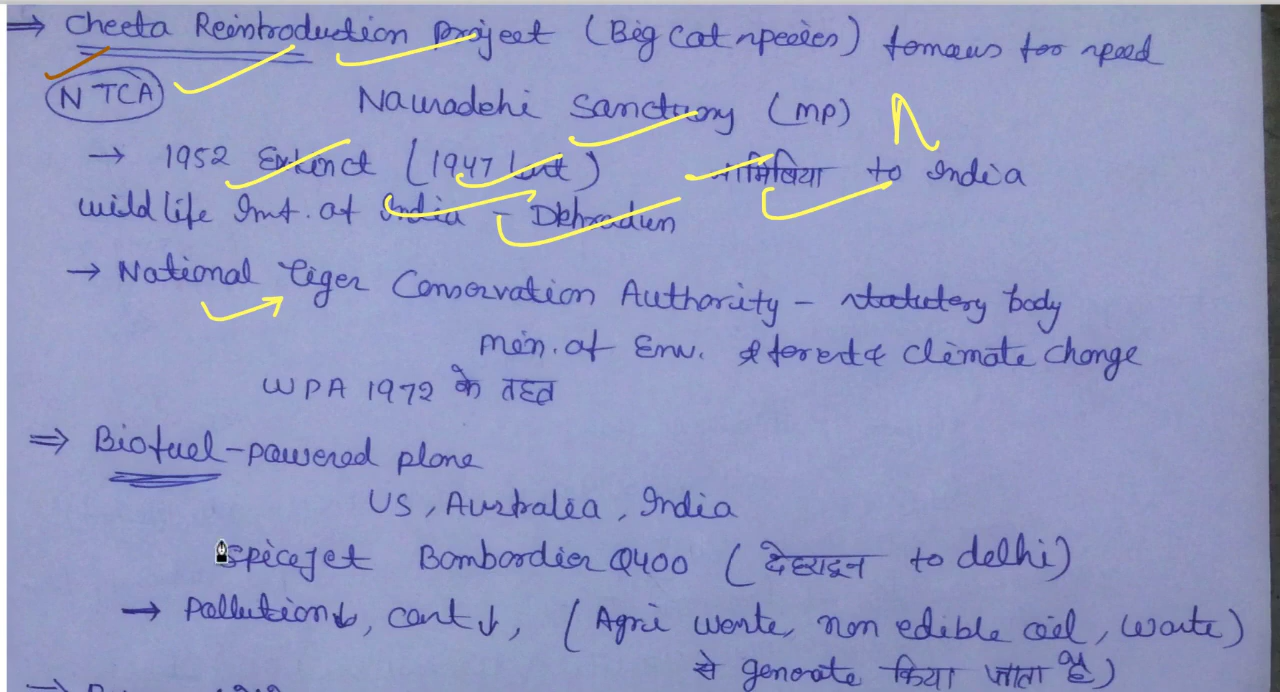 ⇒ Cheeta Reintroduction Project (Big cat species) famous for speed
NTCA Nauradehi Sanctuary (MP)
→ 1952 Extinct (1947 last) नामिबिया to India
wild life Inst. of India - Dehradun
→ National Tiger Conservation Authority - statutory body
Min. of Env. & forest & climate change
WPA 1972 के तहत
⇒ Biofuel-powered plane
US, Australia, India
Spicejet Bombardier Q400 (देहरादून to delhi)
→ Pollution↓, cost↓, (Agri waste, non edible oil, waste)
से generate किया जाता है)